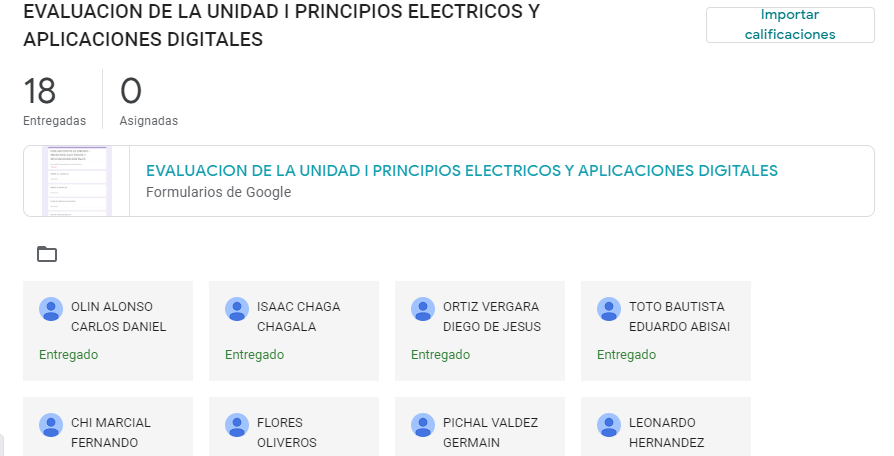 EVALUACION DE LA UNIDAD I PRINCIPIOS ELECTRICOS Y
APLICACIONES DIGITALES
Importar
calificaciones
18
Entregadas
0
Asignadas
EVALUACION DE LA UNIDAD I PRINCIPIOS ELECTRICOS Y APLICACIONES DIGITALES
Formularios de Google
OLIN ALONSO
CARLOS DANIEL
Entregado
ISAAC CHAGA
CHAGALA
Entregado
ORTIZ VERGARA
DIEGO DE JESUS
Entregado
TOTO BAUTISTA
EDUARDO ABISAI
Entregado
CHI MARCIAL
FERNANDO
FLORES
OLIVEROS
PICHAL VALDEZ
GERMAIN
LEONARDO
HERNANDEZ